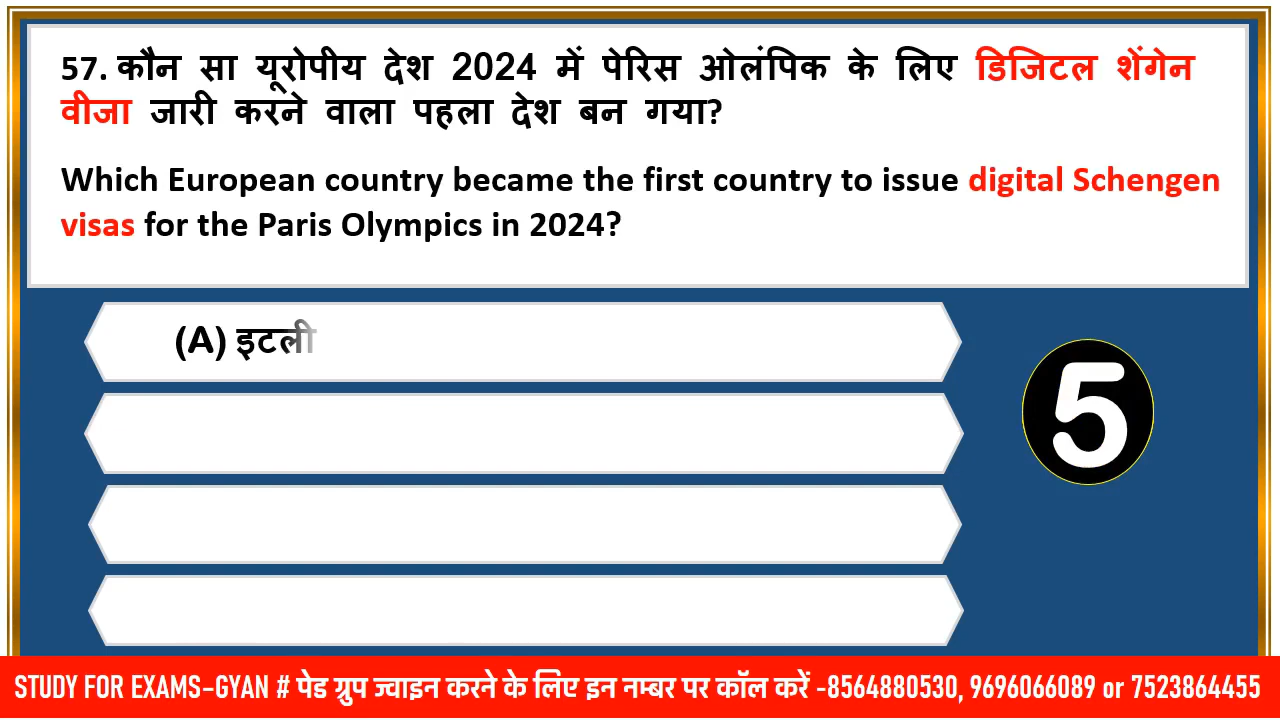 57. कौन सा यूरोपीय देश 2024 में पेरिस ओलंपिक के लिए डिजिटल शेंगेन
वीजा जारी करने वाला पहला देश बन गया?
Which European country became the first country to issue digital Schengen
visas for the Paris Olympics in 2024?
(A) इटली
5
STUDY FOR EXAMS-GYAN # पेड ग्रुप ज्वाइन करने के लिए इन नम्बर पर कॉल करें -8564880530, 9696066089 or 7523864455